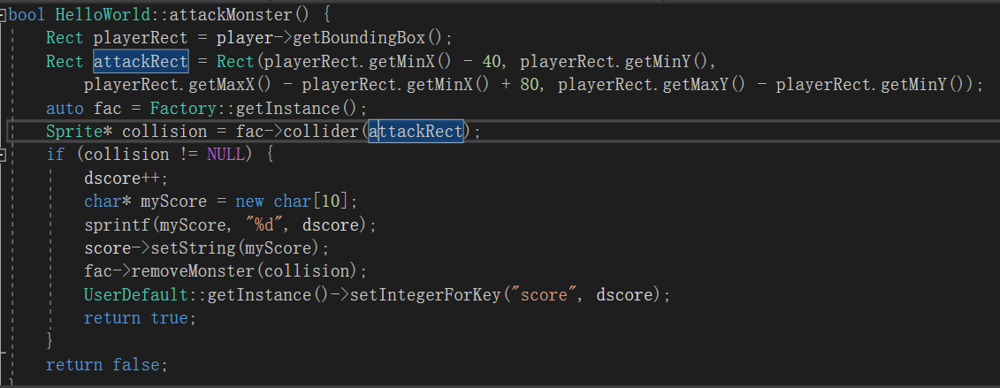 bool HelloWorld::attackMonster() {
    Rect playerRect = player->getBoundingBox();
    Rect attackRect = Rect(playerRect.getMinX() - 40, playerRect.getMinY(),
        playerRect.getMaxX() - playerRect.getMinX() + 80, playerRect.getMaxY() - playerRect.getMinY());
    auto fac = Factory::getInstance();
    Sprite* collision = fac->collider(attackRect);
    if (collision != NULL) {
        dscore++;
        char* myScore = new char[10];
        sprintf(myScore, "%d", dscore);
        score->setString(myScore);
        fac->removeMonster(collision);
        UserDefault::getInstance()->setIntegerForKey("score", dscore);
        return true;
    }
    return false;
}